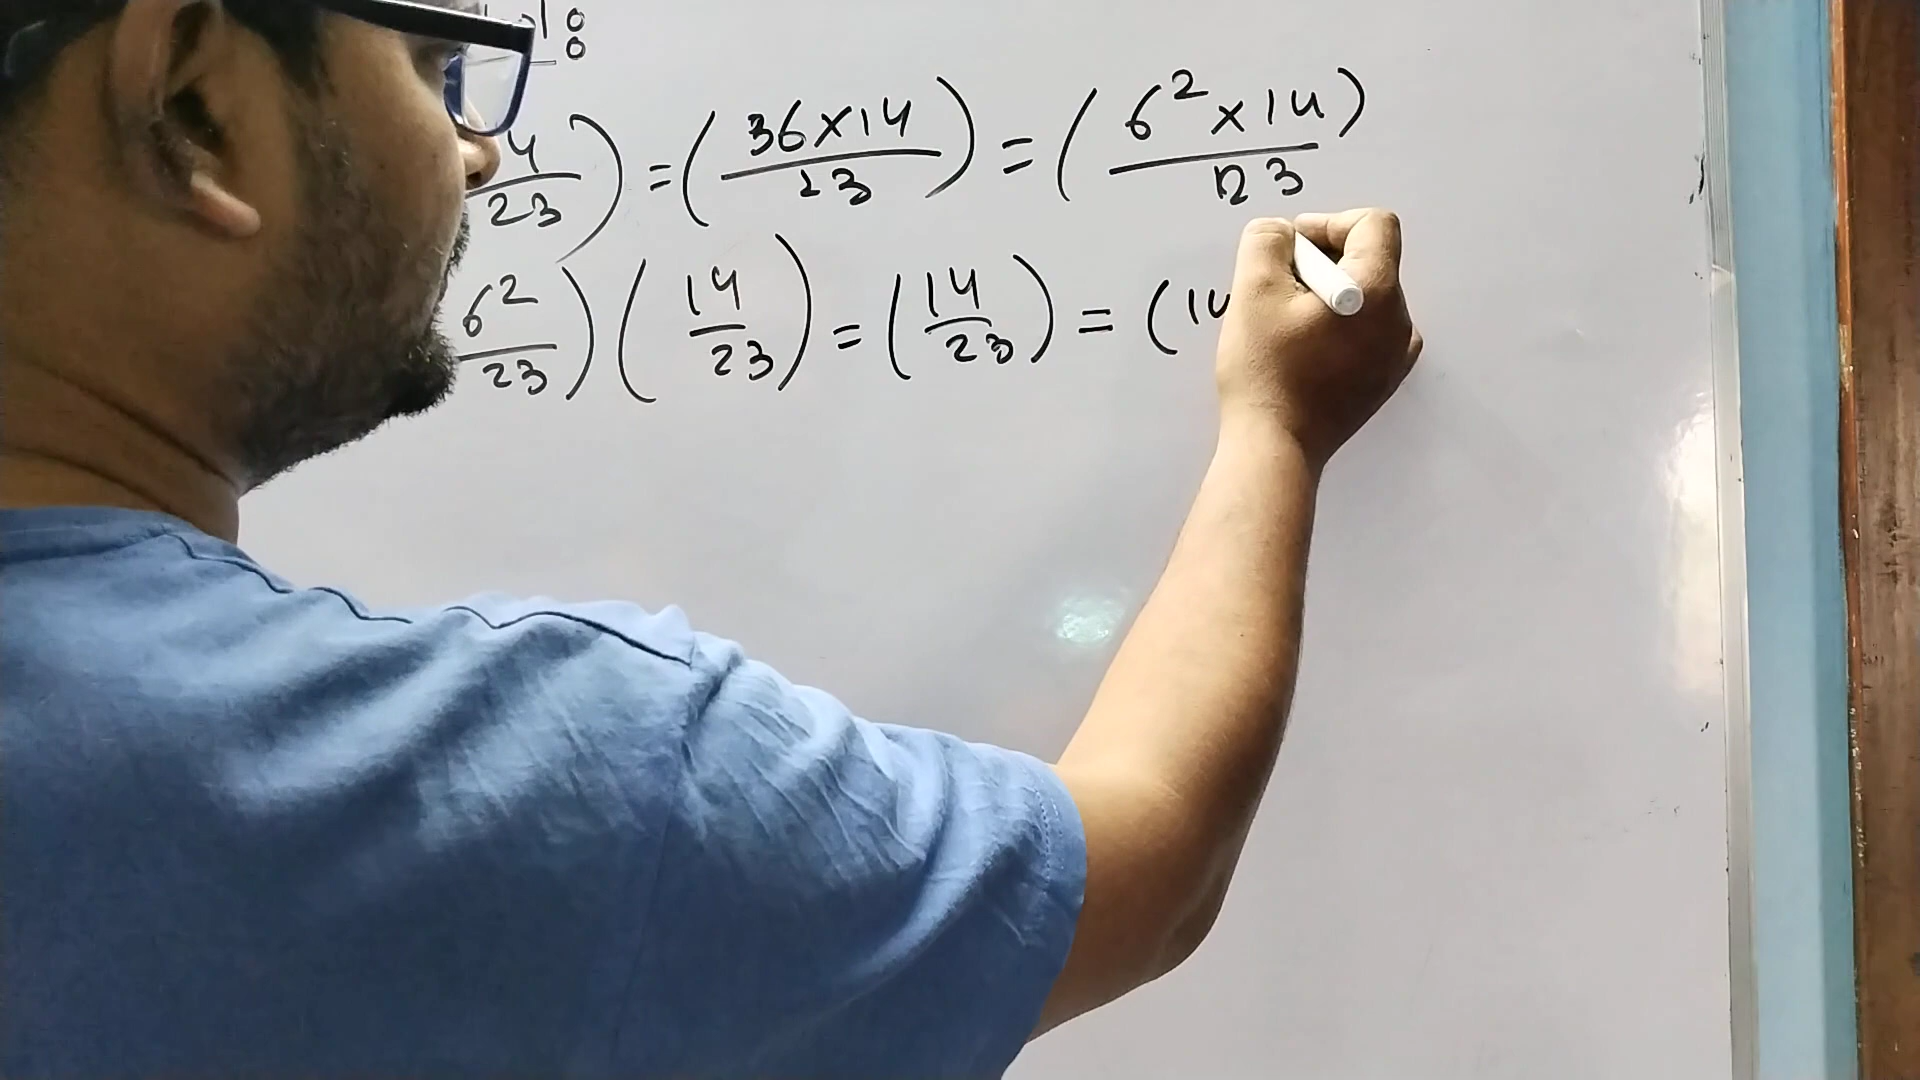 4/23) = (36×14/23) = (6²×14/23)
6²/23)(14/23) = (14/23) = (14